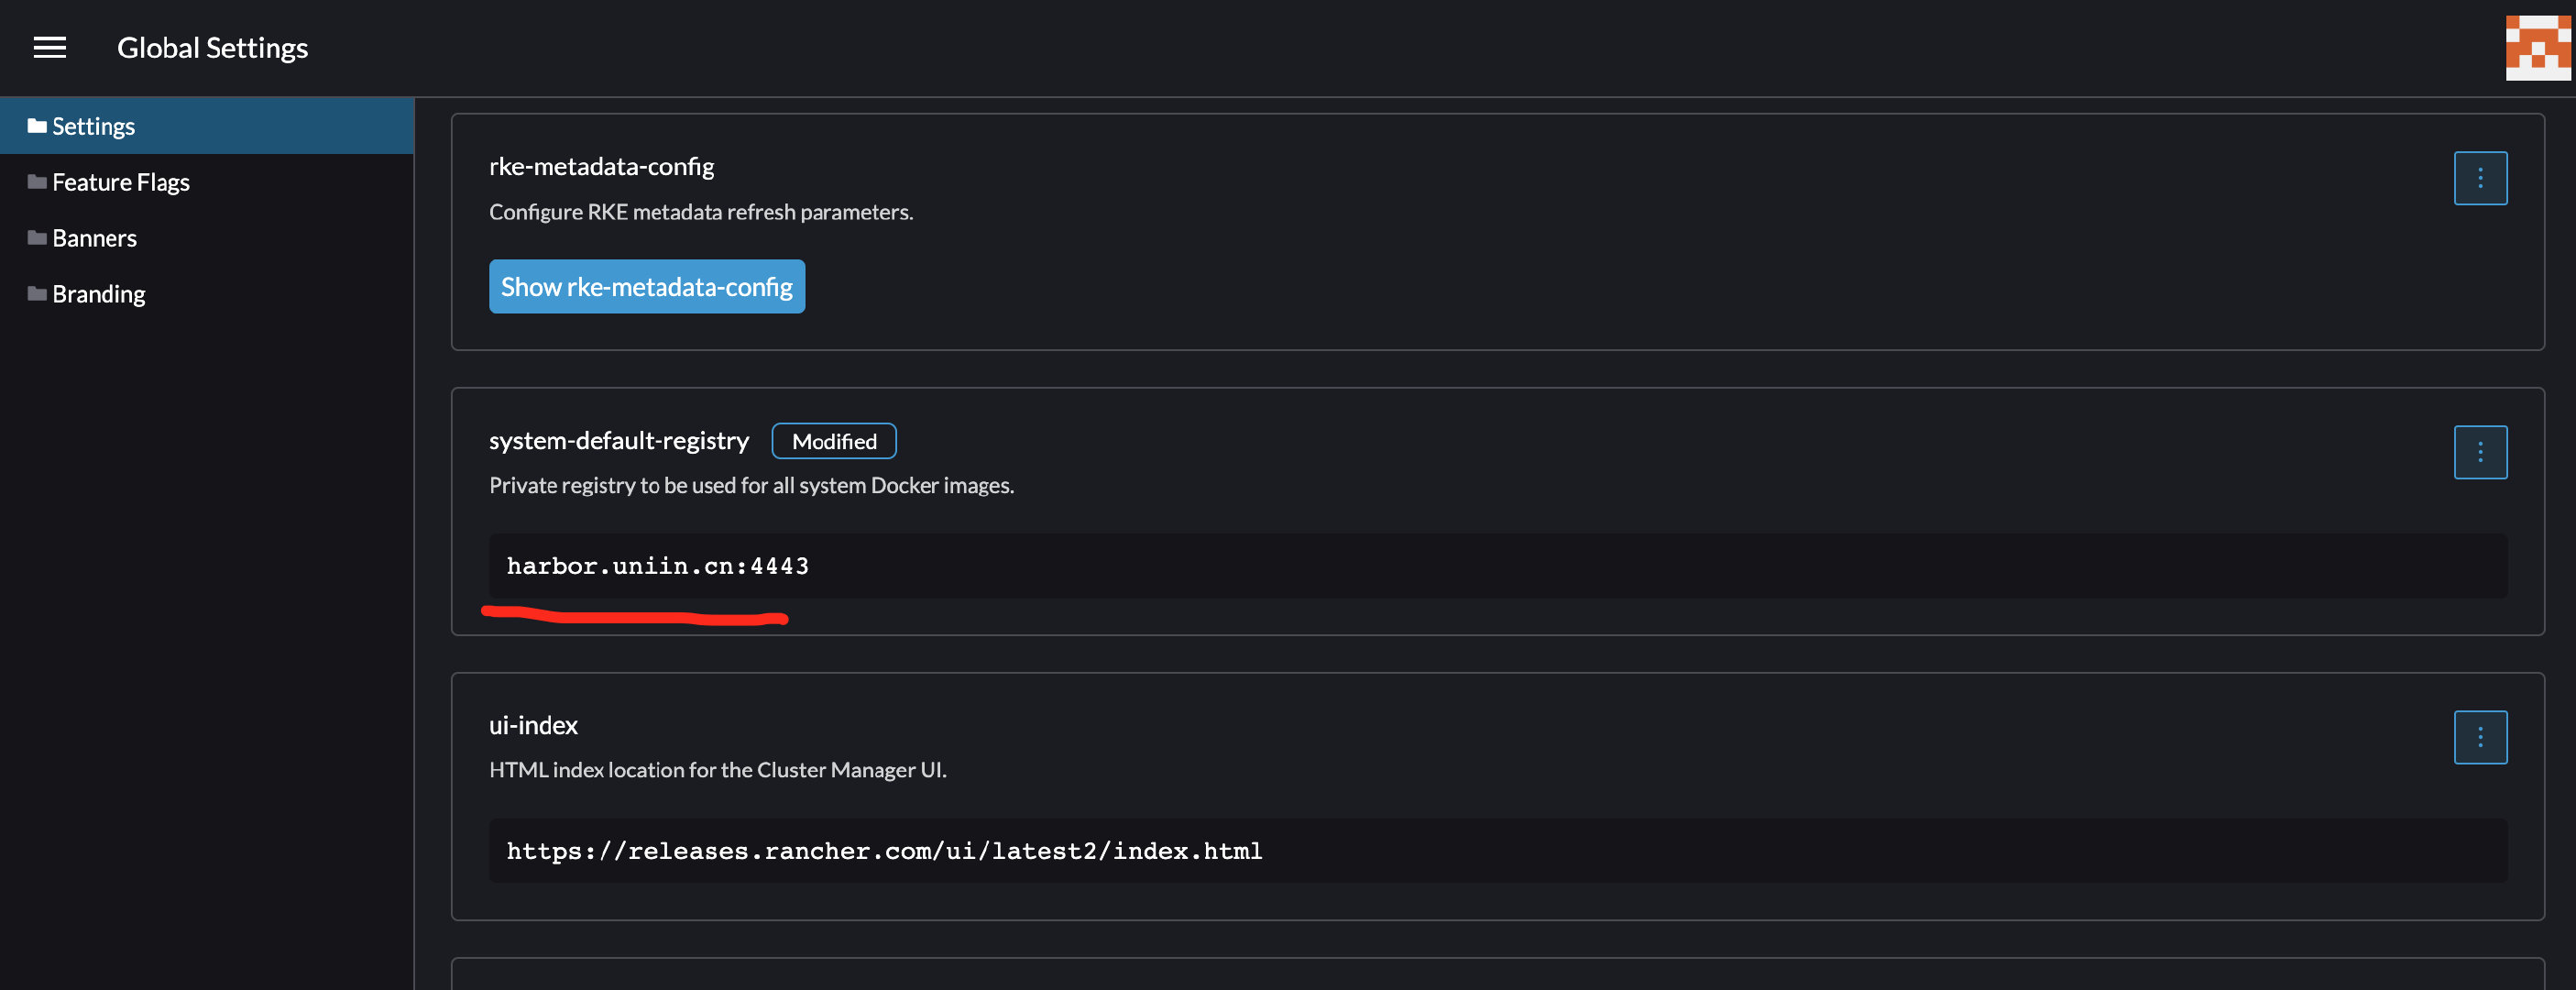 Global Settings
Settings
Feature Flags
Banners
Branding
rke-metadata-config
Configure RKE metadata refresh parameters.
Show rke-metadata-config
system-default-registry Modified
Private registry to be used for all system Docker images.
harbor.uniin.cn:4443
ui-index
HTML index location for the Cluster Manager UI.
https://releases.rancher.com/ui/latest2/index.html